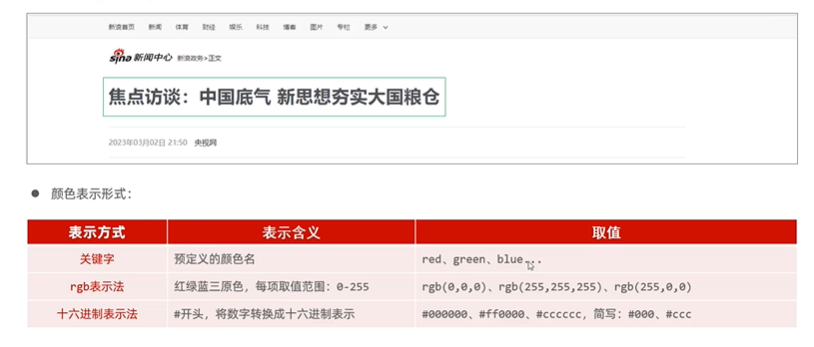 新浪首页 新闻 体育 财经 娱乐 科技 博客 图片 专栏 更多
sina 新闻中心 新浪政务>正文
焦点访谈：中国底气 新思想夯实大国粮仓
2023年03月02日 21:50 央视网
● 颜色表示形式：
表示方式 表示含义 取值
关键字 预定义的颜色名 red、green、blue...
rgb表示法 红绿蓝三原色，每项取值范围：0-255 rgb(0,0,0)、rgb(255,255,255)、rgb(255,0,0)
十六进制表示法 #开头，将数字转换成十六进制表示 #000000、#ff0000、#cccccc，简写：#000、#ccc